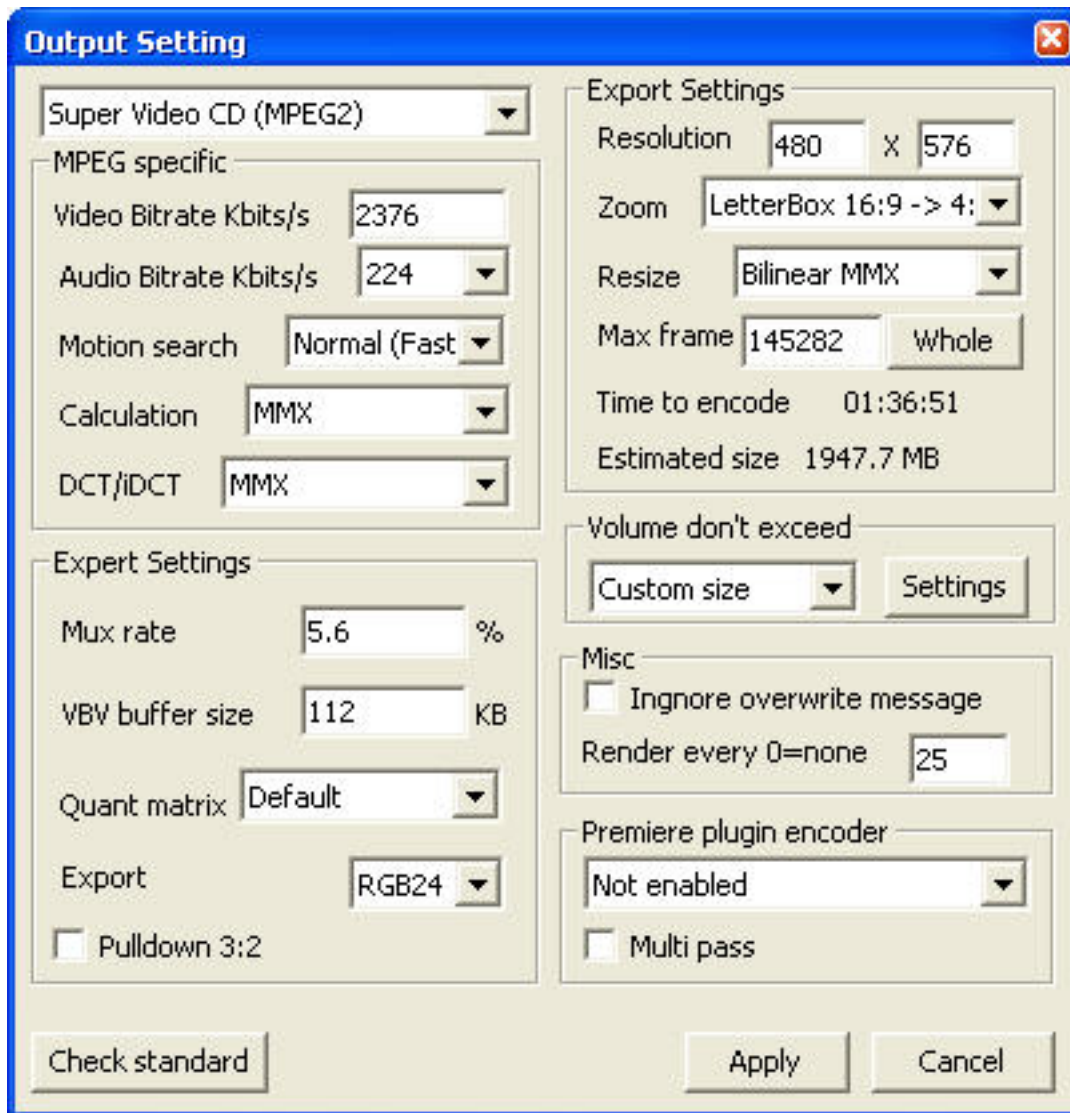 Output Setting
Super Video CD (MPEG2)
MPEG specific
Video Bitrate Kbits/s 2376
Audio Bitrate Kbits/s 224
Motion search Normal (Fast
Calculation MMX
DCT/iDCT MMX
Expert Settings
Mux rate 5.6 %
VBV buffer size 112 KB
Quant matrix Default
Export RGB24
Pulldown 3:2
Check standard
Export Settings
Resolution 480 X 576
Zoom LetterBox 16:9 -> 4:
Resize Bilinear MMX
Max frame 145282 Whole
Time to encode 01:36:51
Estimated size 1947.7 MB
Volume don't exceed
Custom size Settings
Misc
Ingnore overwrite message
Render every 0=none 25
Premiere plugin encoder
Not enabled
Multi pass
Apply Cancel